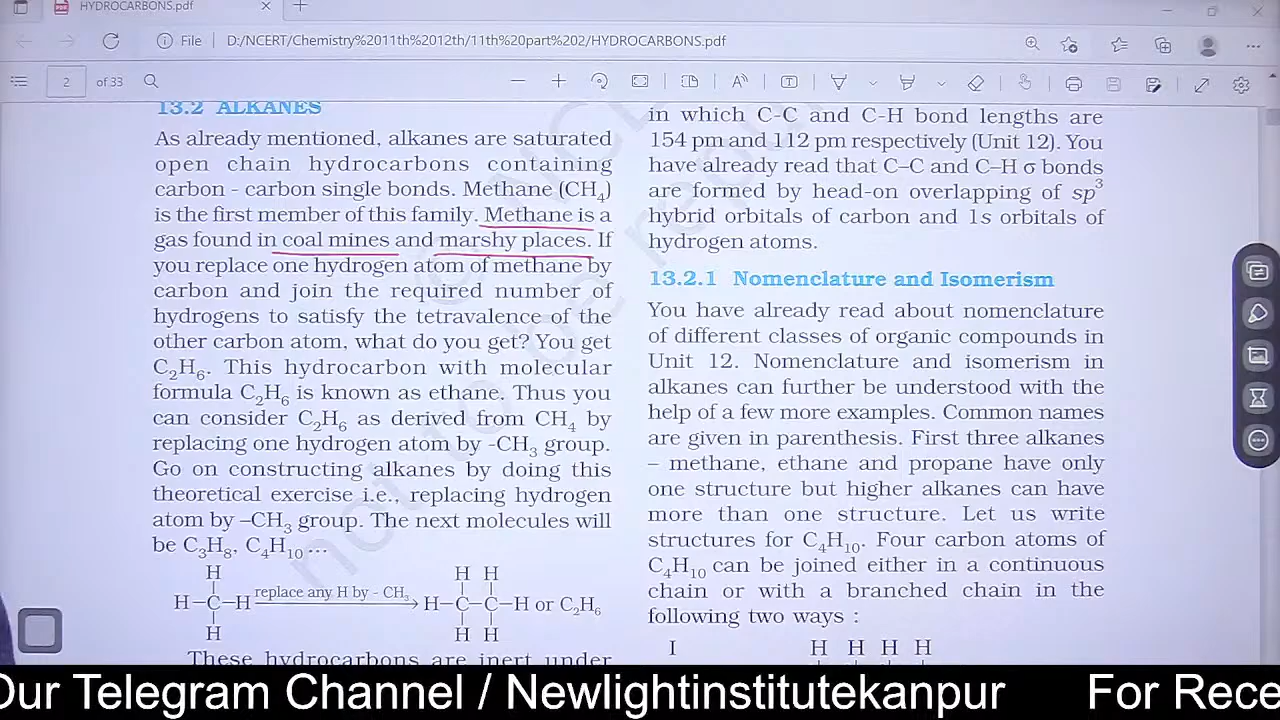 HYDROCARBONS.pdf
File
D:/NCERT/Chemistry%2011th%2012th/11th%20part%202/HYDROCARBONS.pdf
2 of 33
13.2 ALKANES
As already mentioned, alkanes are saturated
open chain hydrocarbons containing
carbon - carbon single bonds. Methane (CH4)
is the first member of this family. Methane is a
gas found in coal mines and marshy places. If
you replace one hydrogen atom of methane by
carbon and join the required number of
hydrogens to satisfy the tetravalence of the
other carbon atom, what do you get? You get
C2H6. This hydrocarbon with molecular
formula C2H6 is known as ethane. Thus you
can consider C2H6 as derived from CH4 by
replacing one hydrogen atom by -CH3 group.
Go on constructing alkanes by doing this
theoretical exercise i.e., replacing hydrogen
atom by –CH3 group. The next molecules will
be C3H8, C4H10 ...
H H H
replace any H by - CH3
H–C–H H–C–C–H or C2H6
H H H
These hydrocarbons are inert under
in which C-C and C-H bond lengths are
154 pm and 112 pm respectively (Unit 12). You
have already read that C–C and C–H σ bonds
are formed by head-on overlapping of sp3
hybrid orbitals of carbon and 1s orbitals of
hydrogen atoms.
13.2.1 Nomenclature and Isomerism
You have already read about nomenclature
of different classes of organic compounds in
Unit 12. Nomenclature and isomerism in
alkanes can further be understood with the
help of a few more examples. Common names
are given in parenthesis. First three alkanes
– methane, ethane and propane have only
one structure but higher alkanes can have
more than one structure. Let us write
structures for C4H10. Four carbon atoms of
C4H10 can be joined either in a continuous
chain or with a branched chain in the
following two ways :
I H H H H
Our Telegram Channel / Newlightinstitutekanpur For Rece